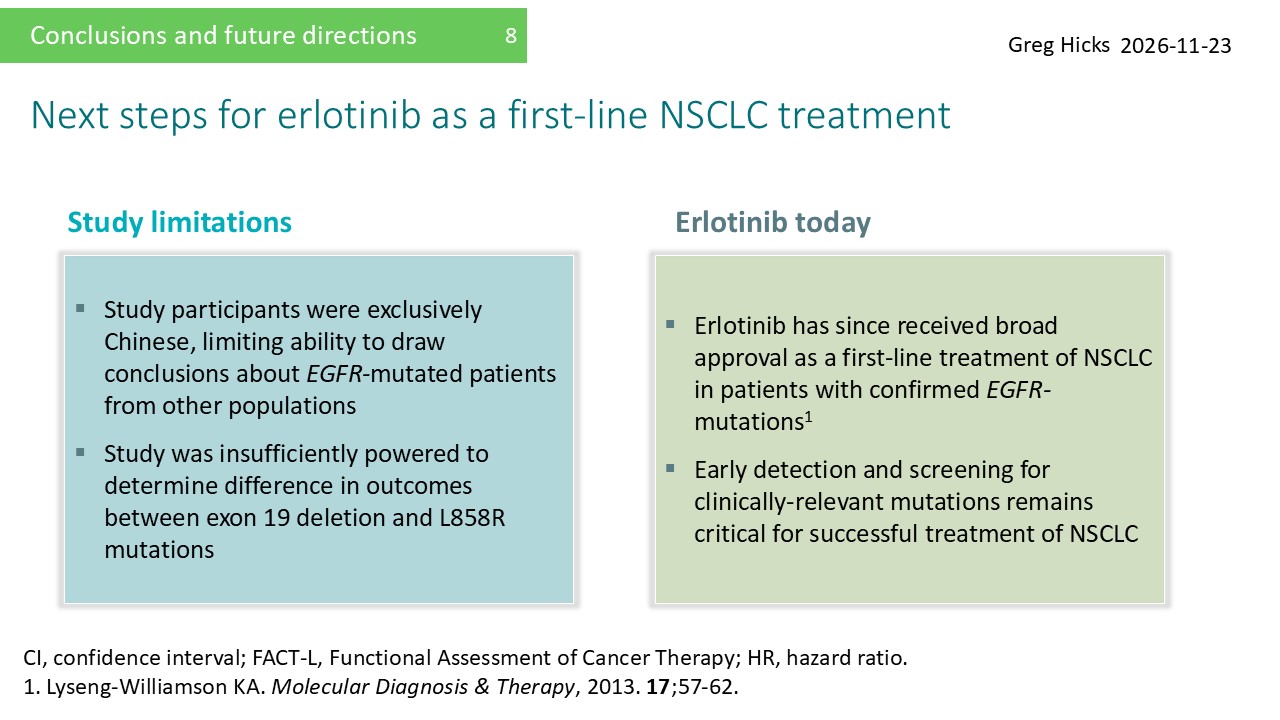 Conclusions and future directions 8
Greg Hicks 2026-11-23
Next steps for erlotinib as a first-line NSCLC treatment
Study limitations
▪ Study participants were exclusively
Chinese, limiting ability to draw
conclusions about EGFR-mutated patients
from other populations
▪ Study was insufficiently powered to
determine difference in outcomes
between exon 19 deletion and L858R
mutations
Erlotinib today
▪ Erlotinib has since received broad
approval as a first-line treatment of NSCLC
in patients with confirmed EGFR-
mutations¹
▪ Early detection and screening for
clinically-relevant mutations remains
critical for successful treatment of NSCLC
CI, confidence interval; FACT-L, Functional Assessment of Cancer Therapy; HR, hazard ratio.
1. Lyseng-Williamson KA. Molecular Diagnosis & Therapy, 2013. 17;57-62.